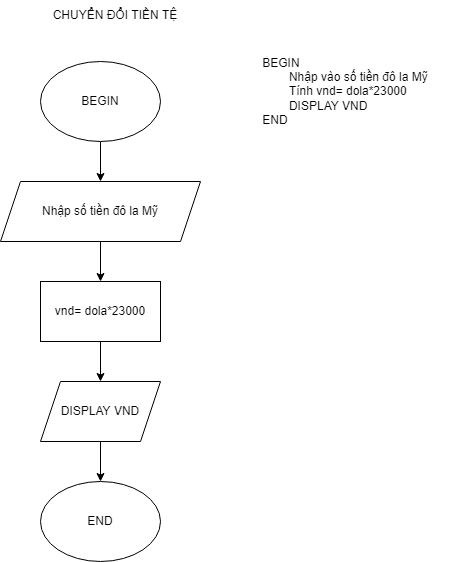 CHUYỂN ĐỔI TIỀN TỆ
BEGIN
Nhập số tiền đô la Mỹ
vnd= dola*23000
DISPLAY VND
END
BEGIN
Nhập vào số tiền đô la Mỹ
Tính vnd= dola*23000
DISPLAY VND
END